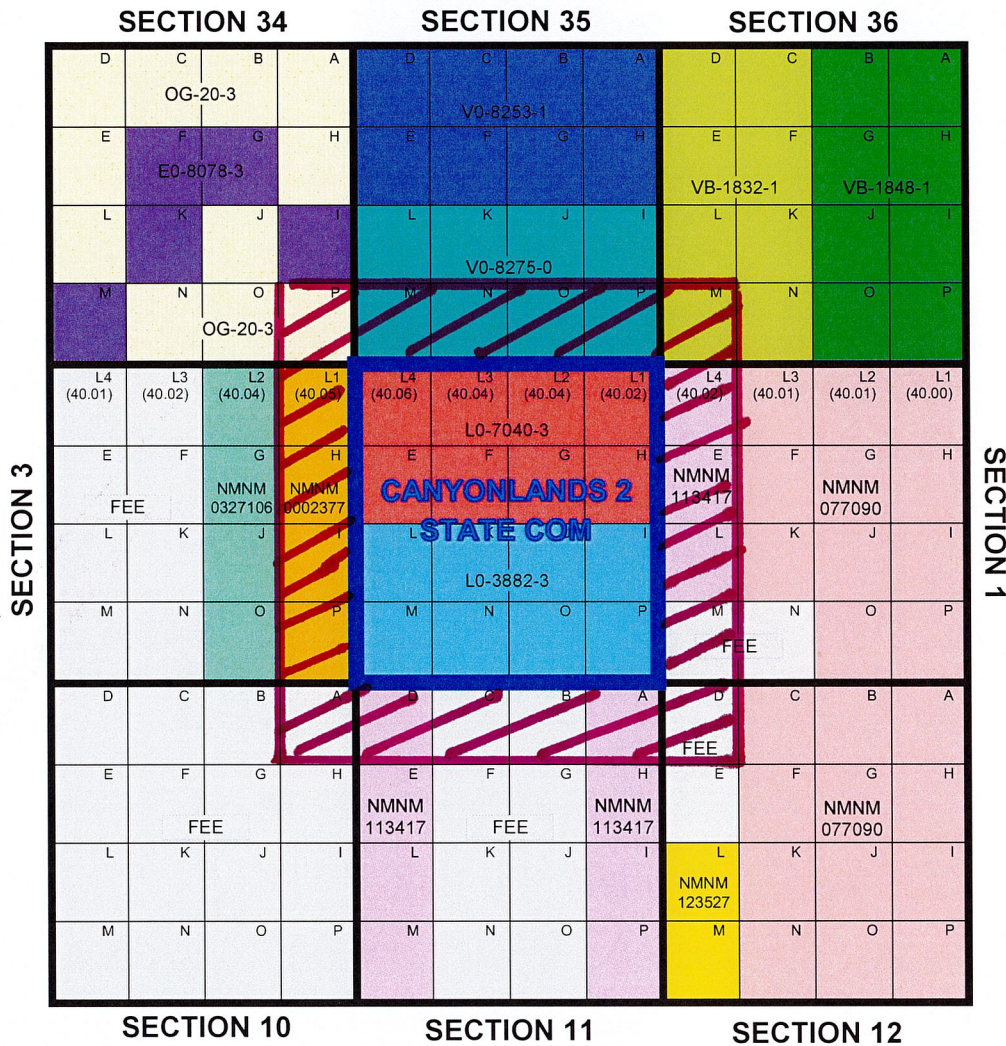 SECTION 34 SECTION 35 SECTION 36
D C B A D C B A D C B A
OG-20-3 V0-8253-1
E F G H E F G H E F G H
E0-8078-3 VB-1832-1 VB-1848-1
L K J I L K J I L K J I
V0-8275-0
M N O P M N O P M N O P
OG-20-3
L4 L3 L2 L1 L4 L3 L2 L1 L4 L3 L2 L1
(40.01) (40.02) (40.04) (40.05) (40.06) (40.04) (40.04) (40.02) (40.02) (40.01) (40.01) (40.00)
L0-7040-3
E F G H E F G H E F G H
SECTION 3
FEE
NMNM
0327106
NMNM
0002377
CANYONLANDS 2
STATE COM
NMNM
113417
NMNM
077090
SECTION 1
L K J I L I L K J I
L0-3882-3
M N O P M N O P M N O P
FEE
D C B A D C B A D C B A
FEE
E F G H E F G H E F G H
FEE
NMNM
113417
FEE
NMNM
113417
NMNM
077090
L K J I L K J I L K J I
NMNM
123527
M N O P M N O P M N O P
SECTION 10 SECTION 11 SECTION 12